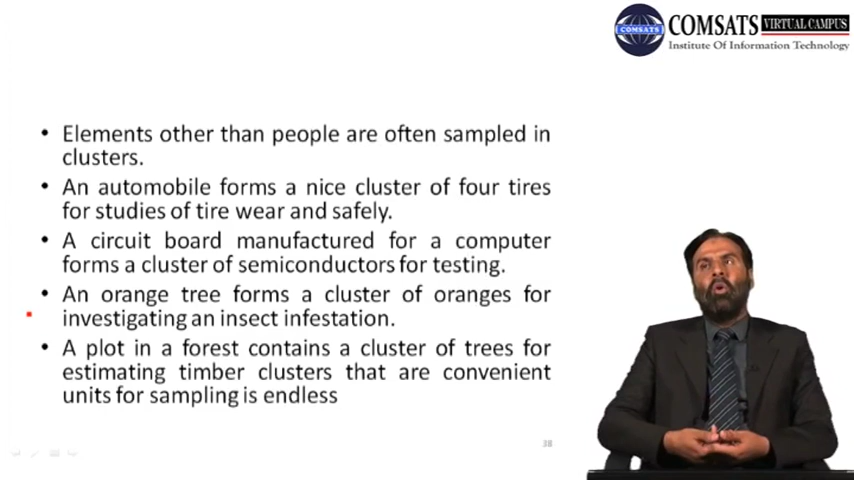 COMSATS
COMSATS VIRTUAL CAMPUS
Institute Of Information Technology
• Elements other than people are often sampled in
clusters.
• An automobile forms a nice cluster of four tires
for studies of tire wear and safely.
• A circuit board manufactured for a computer
forms a cluster of semiconductors for testing.
• An orange tree forms a cluster of oranges for
investigating an insect infestation.
• A plot in a forest contains a cluster of trees for
estimating timber clusters that are convenient
units for sampling is endless
38